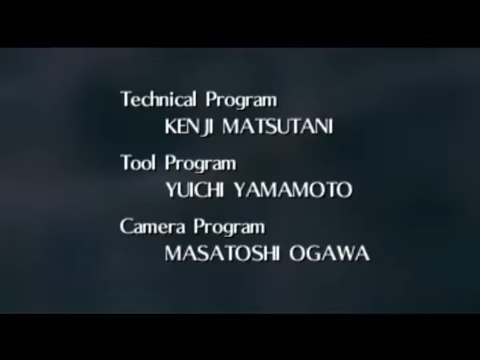 Technical Program
KENJI MATSUTANI
Tool Program
YUICHI YAMAMOTO
Camera Program
MASATOSHI OGAWA